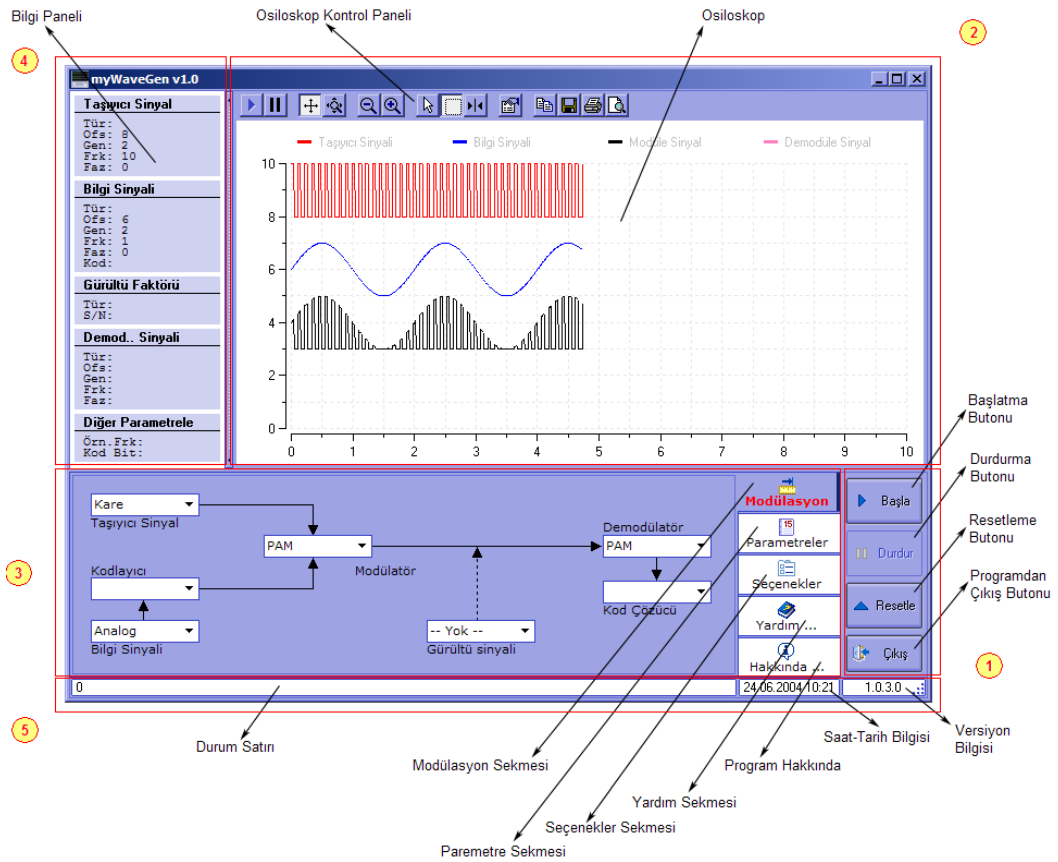 Bilgi Paneli
Osiloskop Kontrol Paneli
Osiloskop
2
4
myWaveGen v1.0
Taşıyıcı Sinyal
Tür:
Ofs: 8
Gen: 2
Frk: 10
Faz: 0
Bilgi Sinyali
Tür:
Ofs: 6
Gen: 2
Frk: 1
Faz: 0
Kod:
Gürültü Faktörü
Tür:
S/N:
Demod.. Sinyali
Tür:
Ofs:
Gen:
Frk:
Faz:
Diğer Parametrele
Örn.Frk:
Kod Bit:
Taşıyıcı Sinyali
Bilgi Sinyali
Modüle Sinyal
Demodüle Sinyal
10
8
6
4
2
0
0 1 2 3 4 5 6 7 8 9 10
Başlatma
Butonu
Durdurma
Butonu
Resetleme
Butonu
Programdan
Çıkış Butonu
3
Kare
Taşıyıcı Sinyal
PAM
Modülatör
Kodlayıcı
Analog
Bilgi Sinyali
-- Yok --
Gürültü sinyali
Demodülatör
PAM
Kod Çözücü
Modülasyon
15
Parametreler
Seçenekler
Yardım ...
Hakkında ...
Başla
Durdur
Resetle
Çıkış
1
0
24.06.2004 10:21
1.0.3.0
5
Durum Satırı
Modülasyon Sekmesi
Program Hakkında
Saat-Tarih Bilgisi
Versiyon
Bilgisi
Yardım Sekmesi
Seçenekler Sekmesi
Paremetre Sekmesi